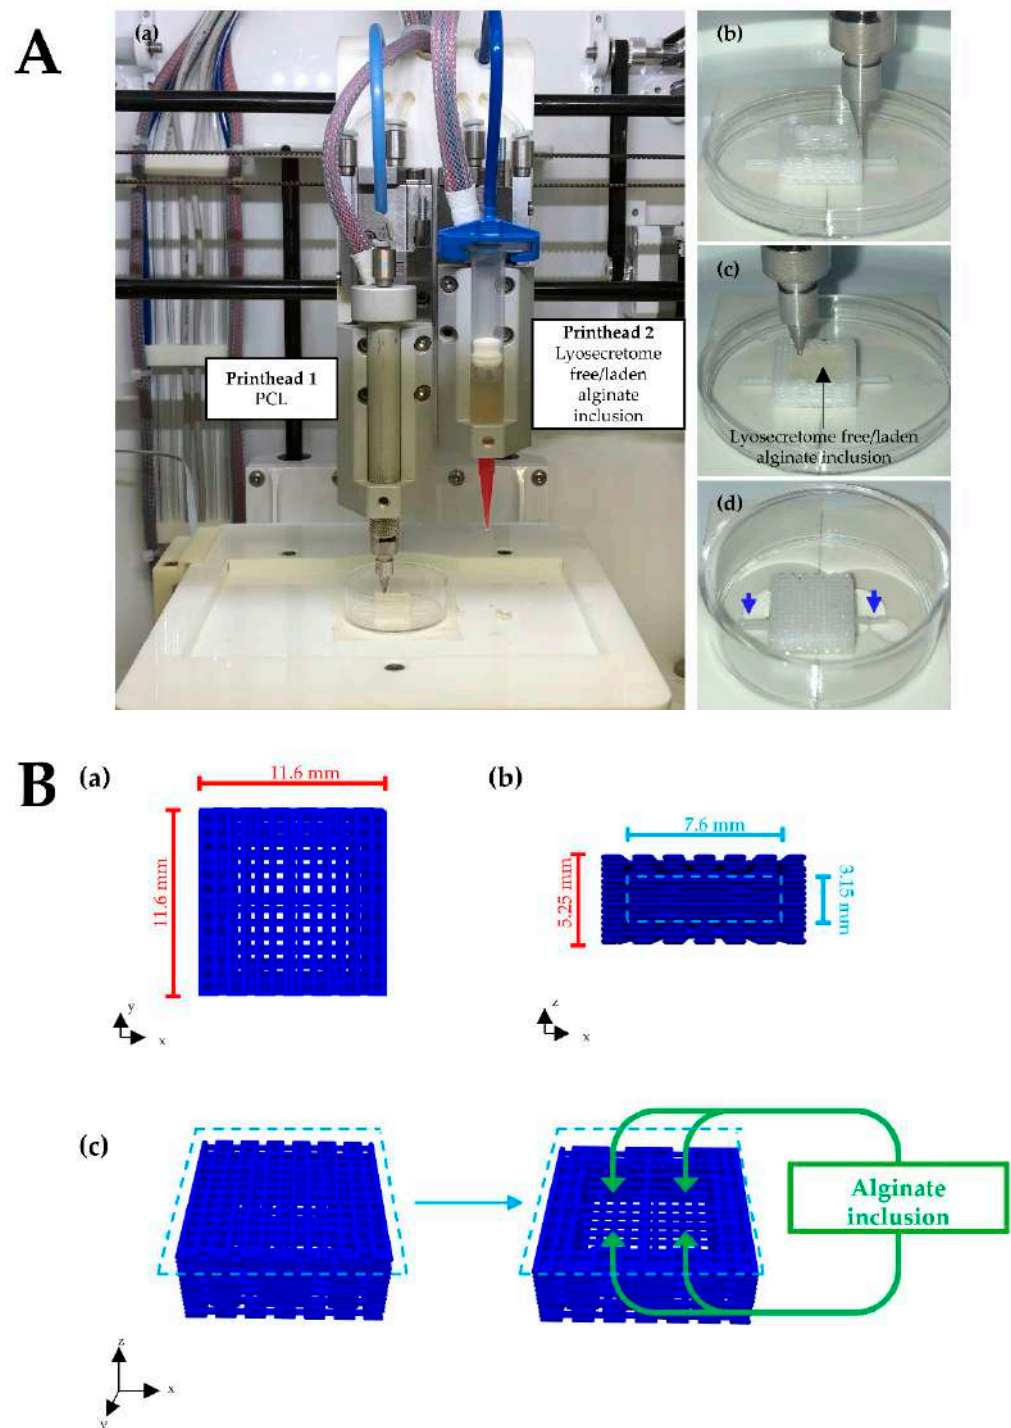 A
(a)
Printhead 1
PCL
Printhead 2
Lyosecretome
free/laden
alginate
inclusion
(b)
(c)
Lyosecretome free/laden
alginate inclusion
(d)
B
(a)
11.6 mm
11.6 mm
y
x
(b)
7.6 mm
5.25 mm
3.15 mm
z
x
(c)
Alginate
inclusion
z
x
y